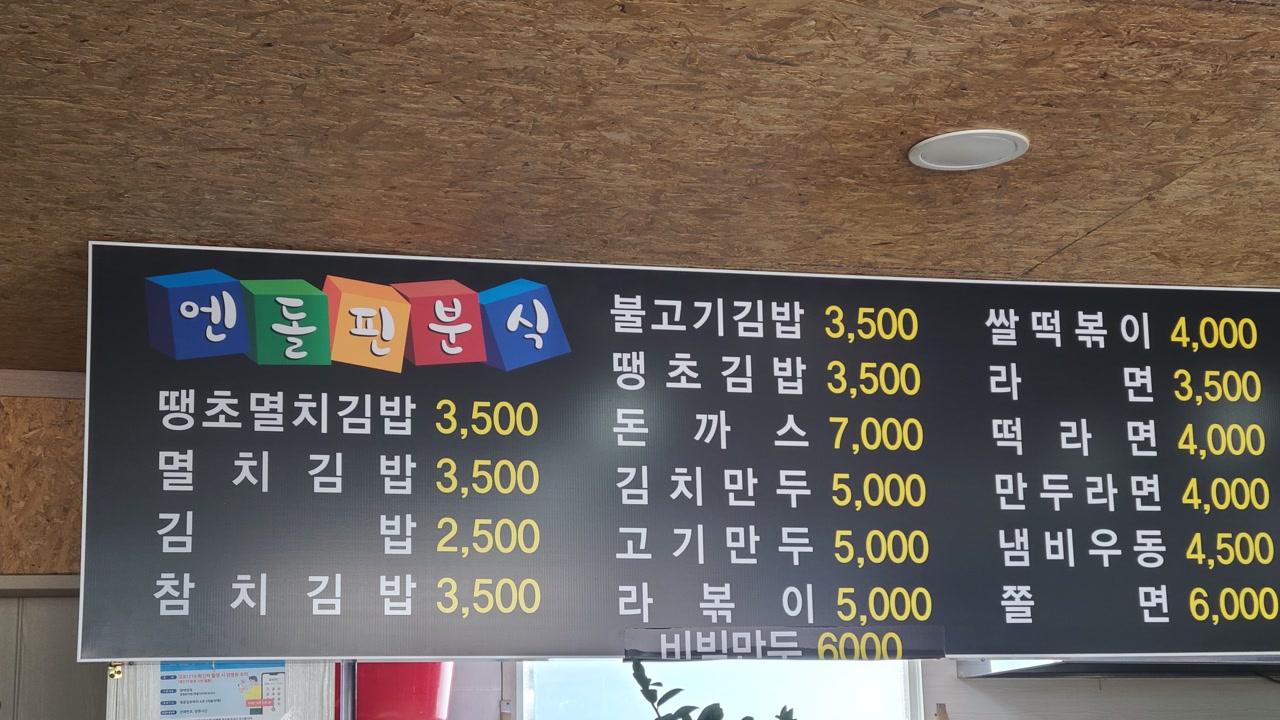 엔돌핀분식
땡초멸치김밥 3,500
멸치김밥 3,500
김밥 2,500
참치김밥 3,500
불고기김밥 3,500
땡초김밥 3,500
돈까스 7,000
김치만두 5,000
고기만두 5,000
라볶이 5,000
비빔만두 6000
쌀떡볶이 4,000
라면 3,500
떡라면 4,000
만두라면 4,000
냄비우동 4,500
쫄면 6,000